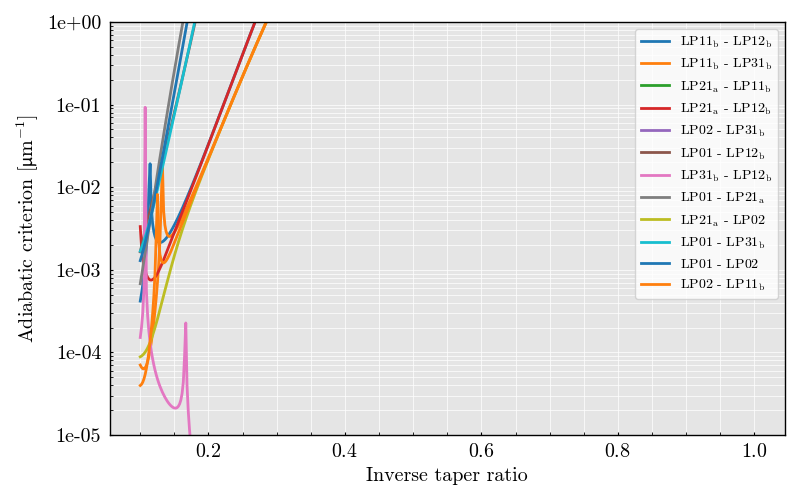 1e+00
1e-01
1e-02
1e-03
1e-04
1e-05
Adiabatic criterion [µm⁻¹]
0.2 0.4 0.6 0.8 1.0
Inverse taper ratio
LP11b - LP12b
LP11b - LP31b
LP21a - LP11b
LP21a - LP12b
LP02 - LP31b
LP01 - LP12b
LP31b - LP12b
LP01 - LP21a
LP21a - LP02
LP01 - LP31b
LP01 - LP02
LP02 - LP11b